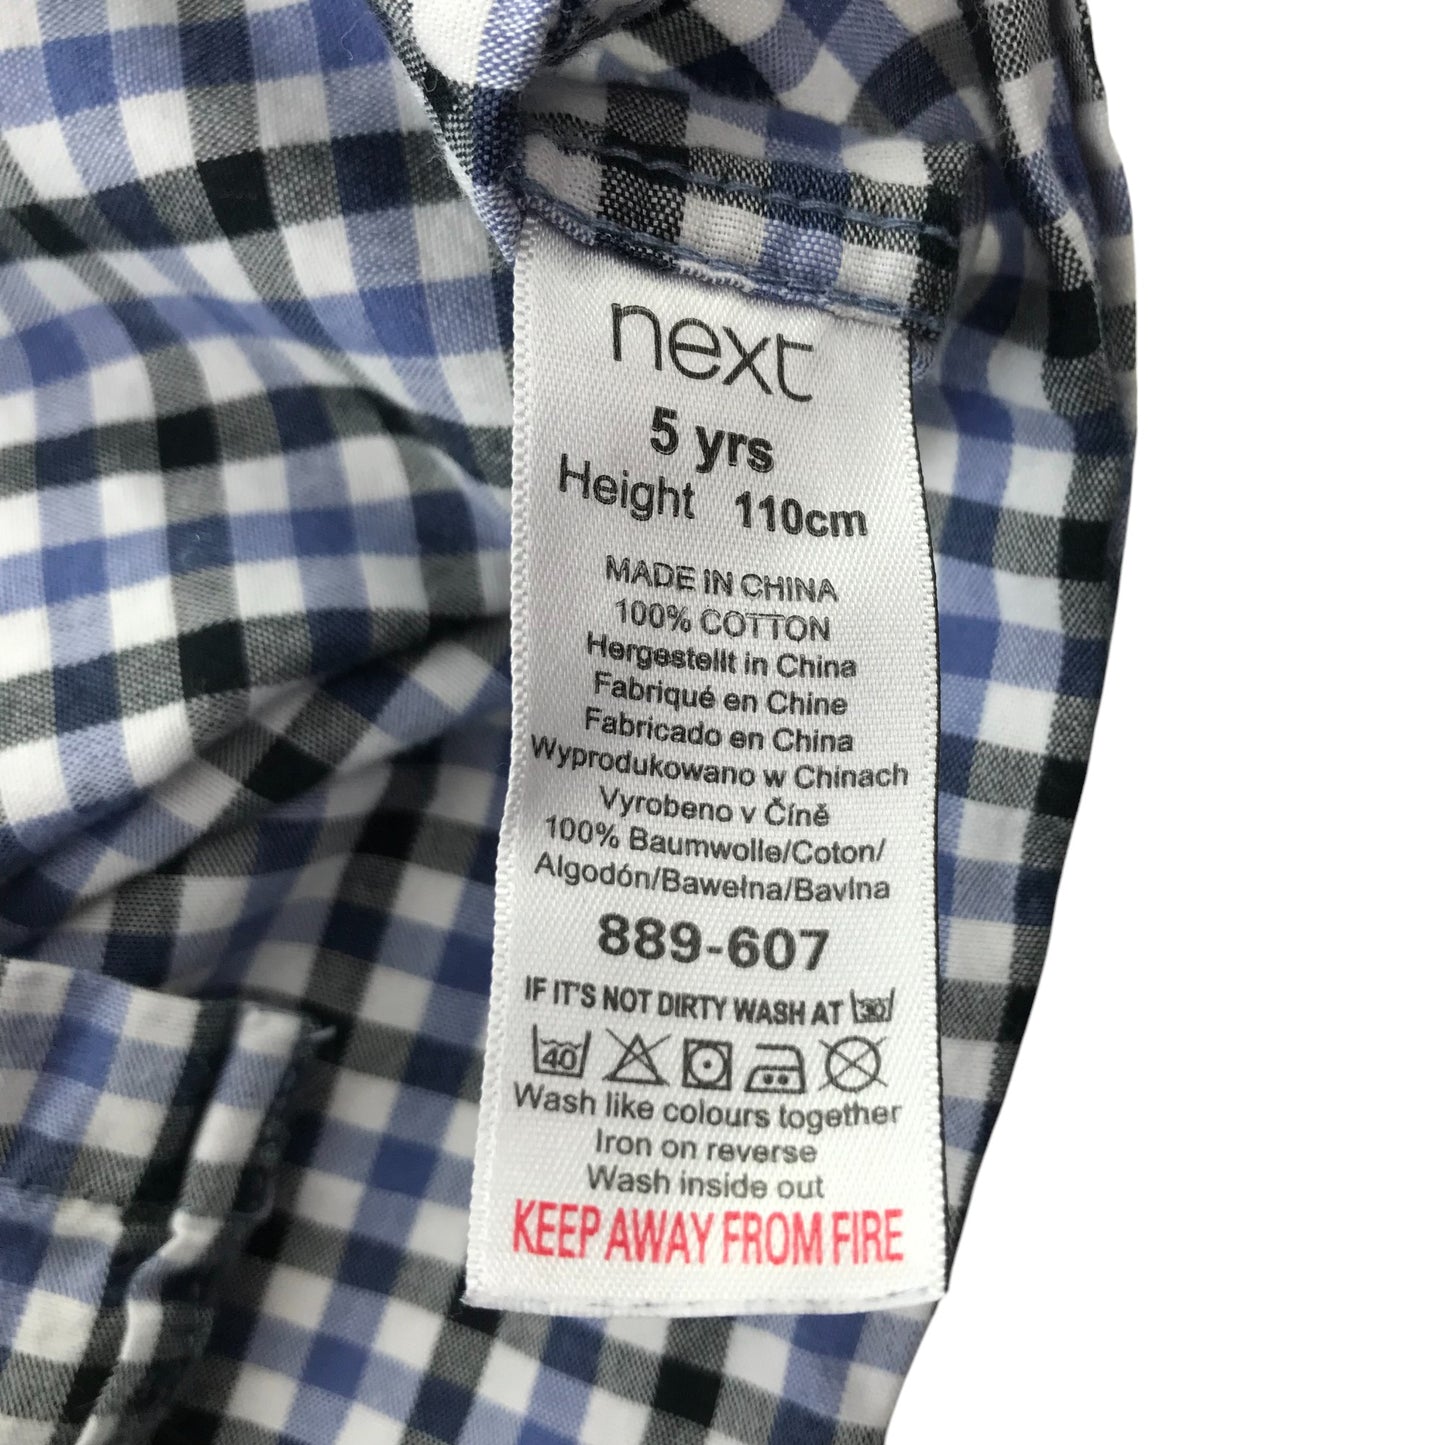 next
5 yrs
Height 110cm
MADE IN CHINA
100% COTTON
Hergestellt in China
Fabriqué en Chine
Fabricado en China
Wyprodukowano w Chinach
Vyrobeno v Číně
100% Baumwolle/Coton/
Algodón/Bawełna/Bavlna
889-607
IF IT'S NOT DIRTY WASH AT 30
40
Wash like colours together
Iron on reverse
Wash inside out
KEEP AWAY FROM FIRE